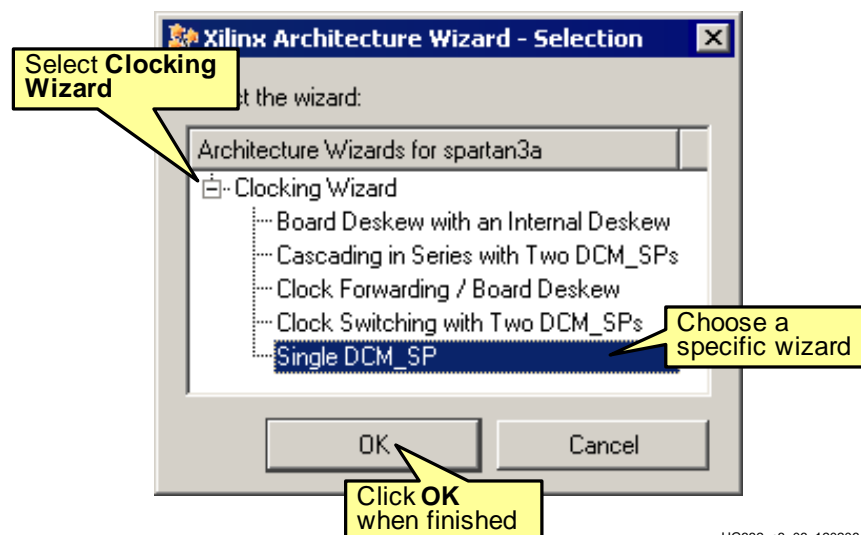 Xilinx Architecture Wizard - Selection
Select Clocking
Wizard
the wizard:
Architecture Wizards for spartan3a
Clocking Wizard
Board Deskew with an Internal Deskew
Cascading in Series with Two DCM_SPs
Clock Forwarding / Board Deskew
Clock Switching with Two DCM_SPs
Choose a
specific wizard
Single DCM_SP
OK
Cancel
Click OK
when finished